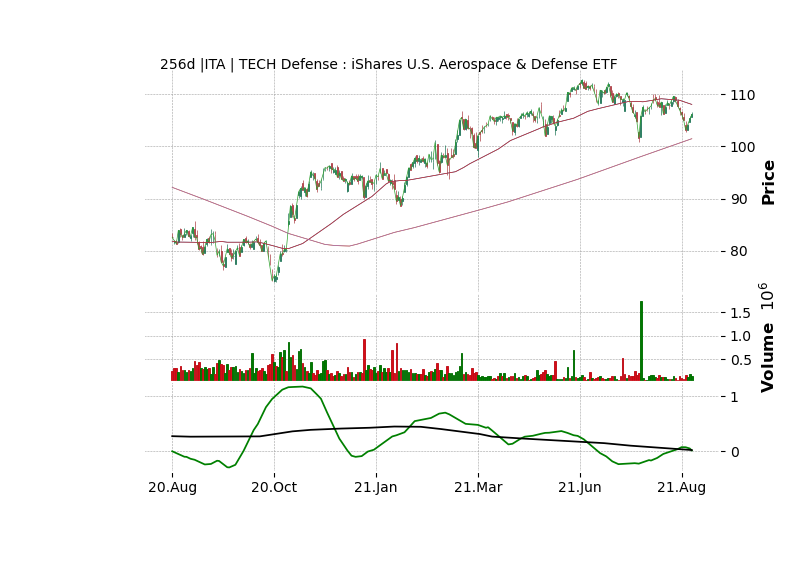 256d |ITA | TECH Defense : iShares U.S. Aerospace & Defense ETF
110
100
90
80
Price
1.5
1.0
0.5
Volume 10^6
1
0
20.Aug 20.Oct 21.Jan 21.Mar 21.Jun 21.Aug